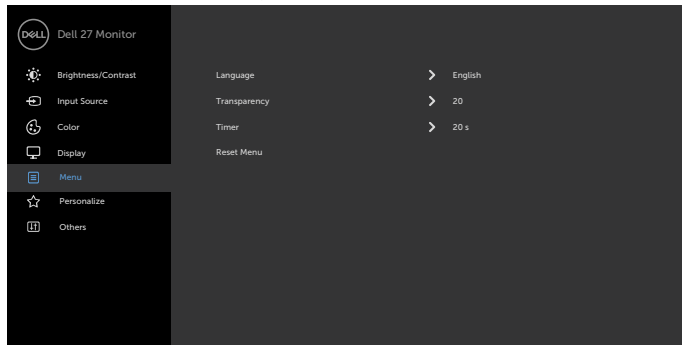 DELL Dell 27 Monitor
Brightness/Contrast Language English
Input Source Transparency 20
Color Timer 20 s
Display Reset Menu
Menu
Personalize
Others